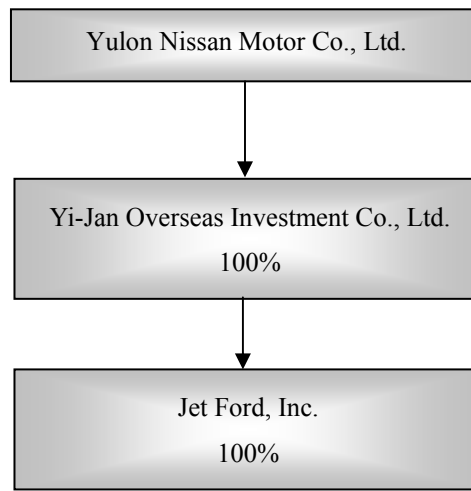 Yulon Nissan Motor Co., Ltd.
Yi-Jan Overseas Investment Co., Ltd.
100%
Jet Ford, Inc.
100%